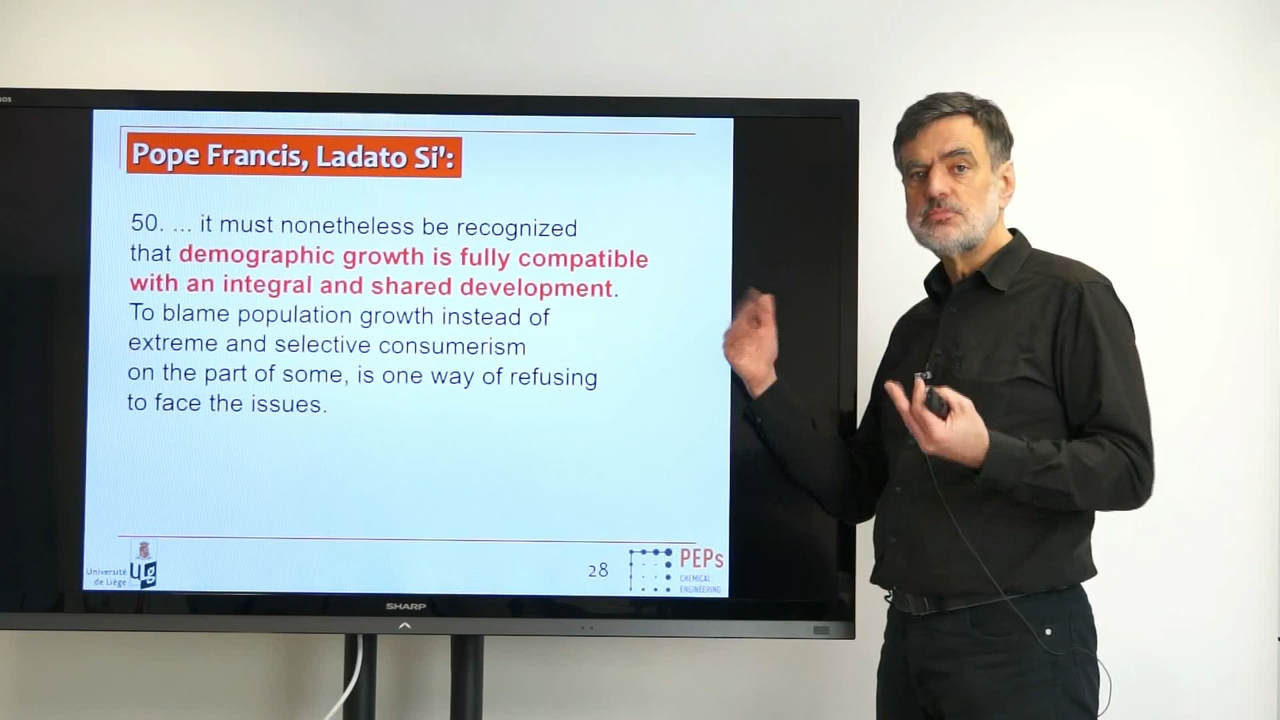 Pope Francis, Ladato Si':
50. ... it must nonetheless be recognized
that demographic growth is fully compatible
with an integral and shared development.
To blame population growth instead of
extreme and selective consumerism
on the part of some, is one way of refusing
to face the issues.
Université
de Liège
28
PEPs
CHEMICAL
ENGINEERING
SHARP